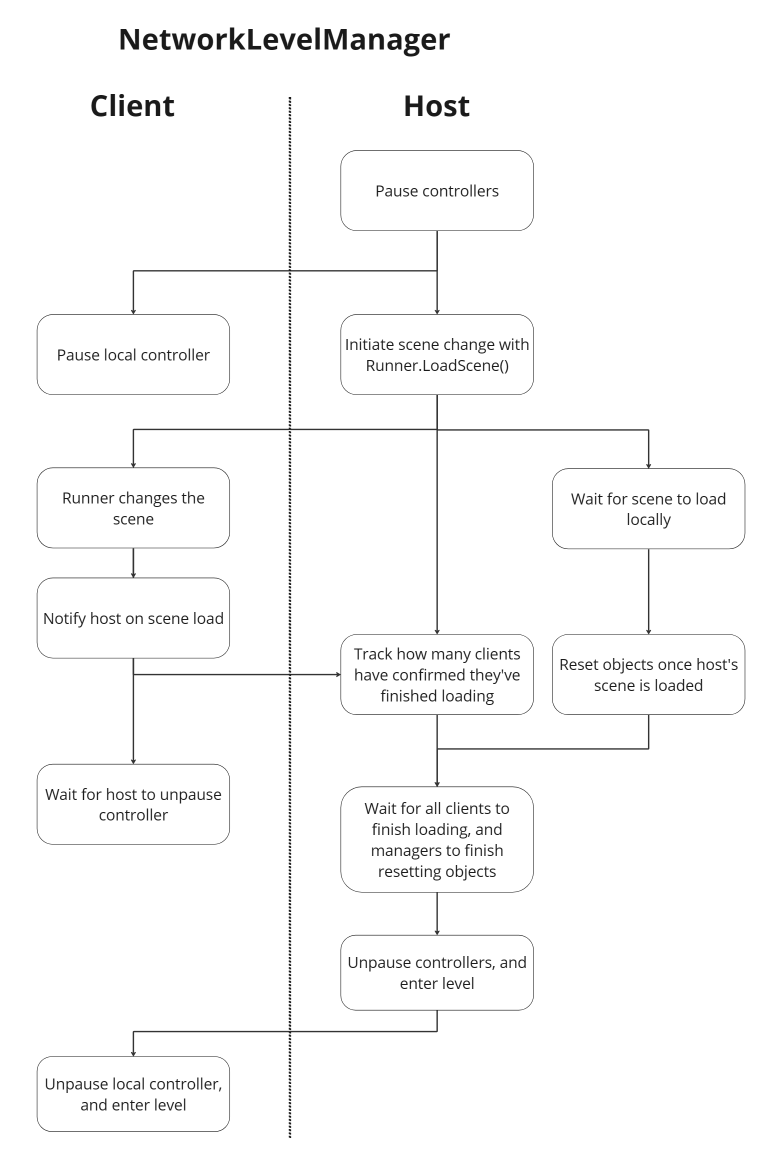 NetworkLevelManager
Client
Host
Pause controllers
Pause local controller
Initiate scene change with
Runner.LoadScene()
Runner changes the
scene
Wait for scene to load
locally
Notify host on scene load
Track how many clients
have confirmed they've
finished loading
Reset objects once host's
scene is loaded
Wait for host to unpause
controller
Wait for all clients to
finish loading, and
managers to finish
resetting objects
Unpause controllers, and
enter level
Unpause local controller,
and enter level